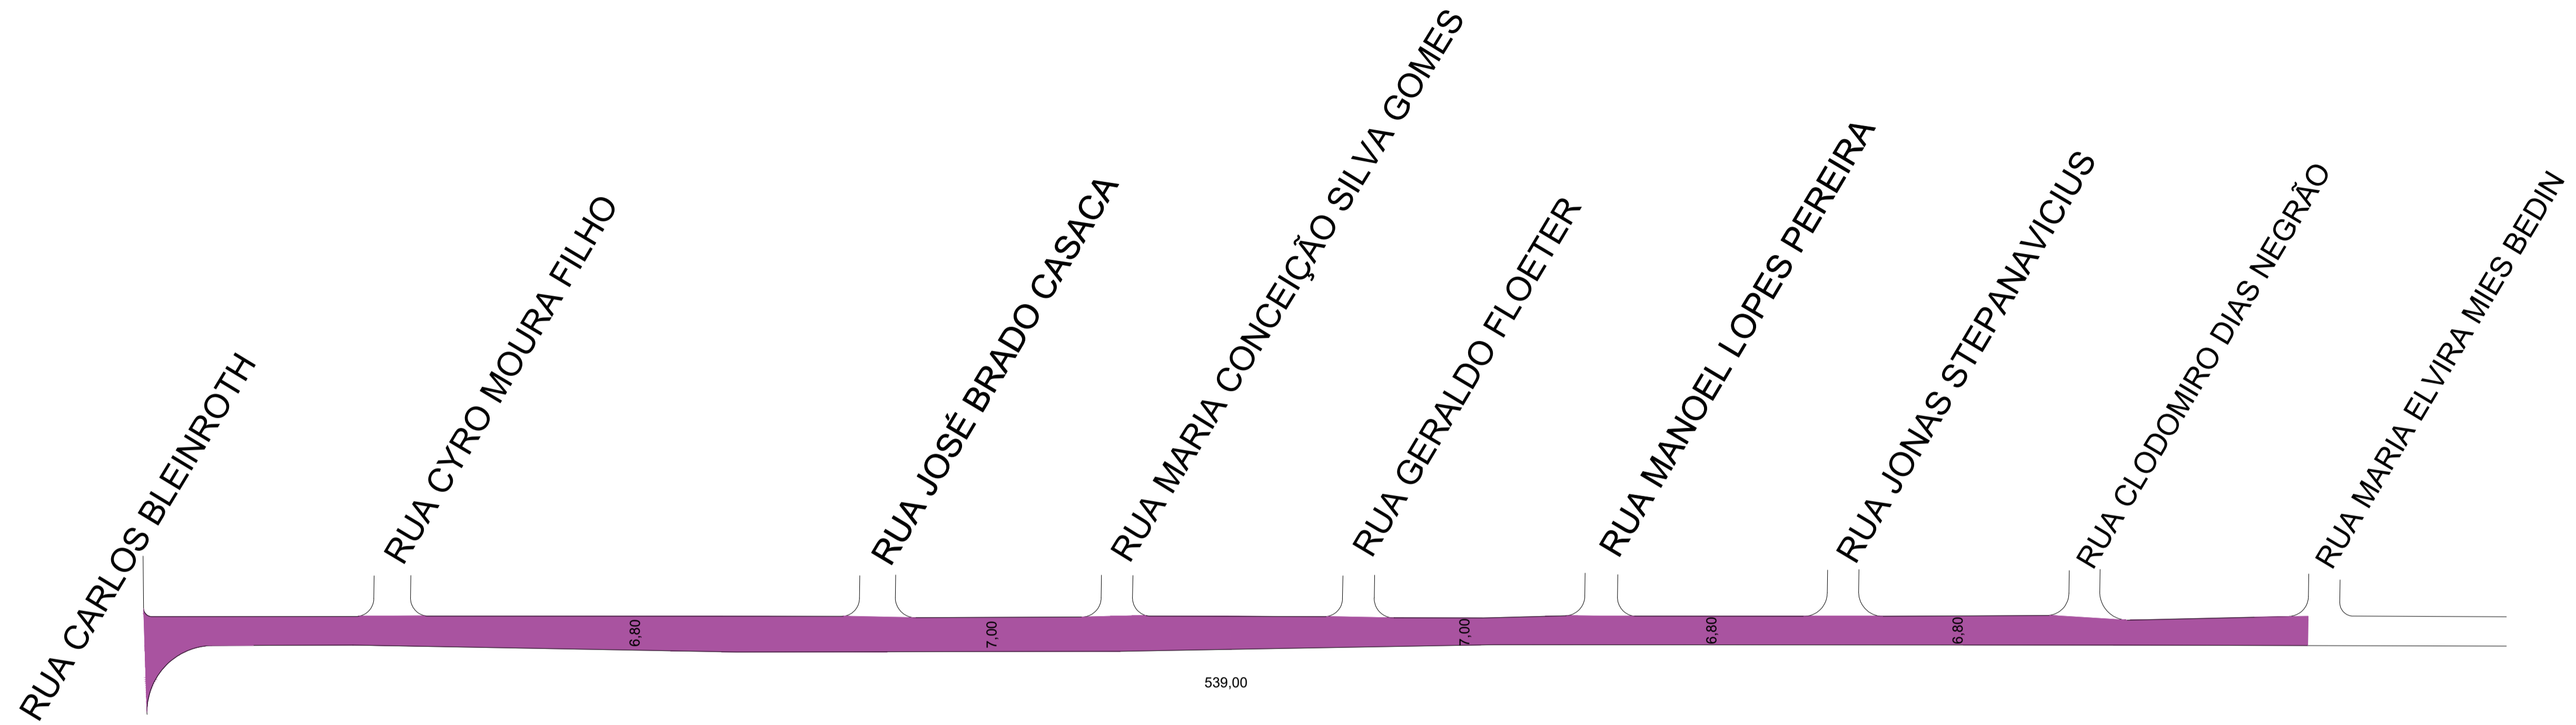 RUA CARLOS BLEINROTH
RUA CYRO MOURA FILHO
RUA JOSÉ BRADO CASACA
RUA MARIA CONCEIÇÃO SILVA GOMES
RUA GERALDO FLOETER
RUA MANOEL LOPES PEREIRA
RUA JONAS STEPANAVICIUS
RUA CLODOMIRO DIAS NEGRÃO
RUA MARIA ELVIRA MIES BEDIN
6,80
7,00
7,00
6,80
6,80
539,00